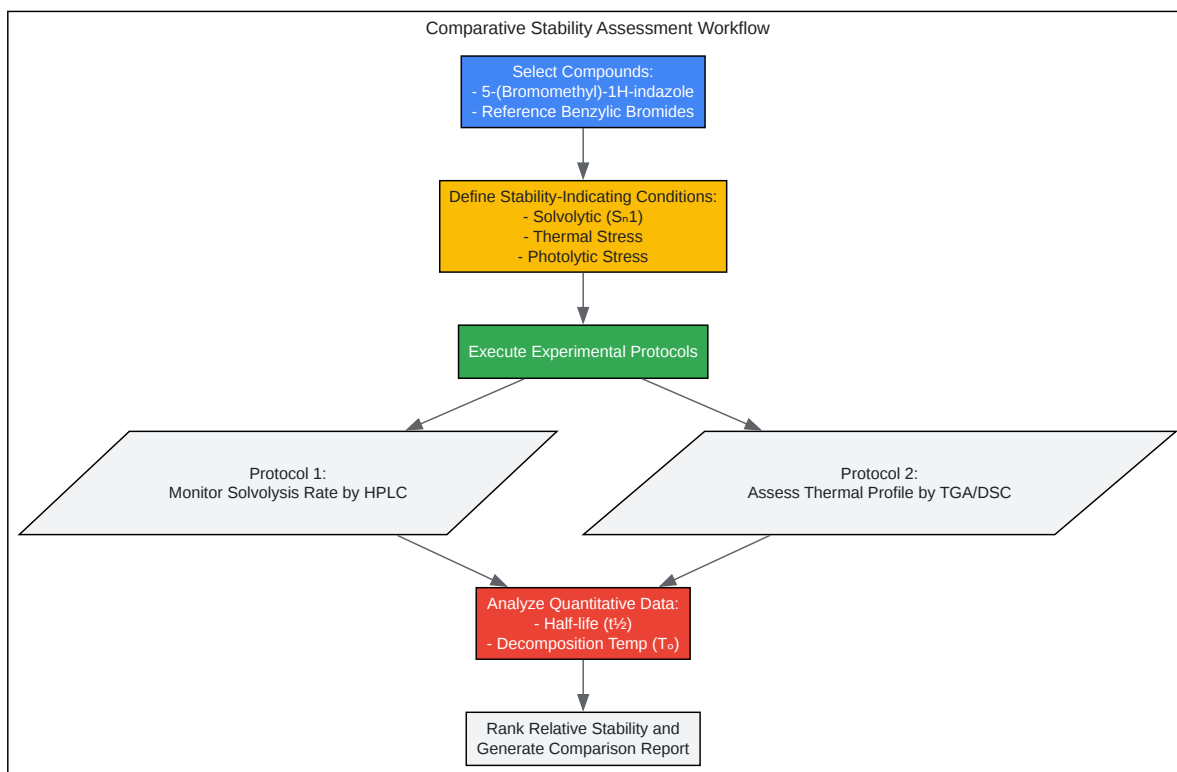 Comparative Stability Assessment Workflow
Select Compounds:
- 5-(Bromomethyl)-1H-indazole
- Reference Benzylic Bromides
Define Stability-Indicating Conditions:
- Solvolytic (Sₙ1)
- Thermal Stress
- Photolytic Stress
Execute Experimental Protocols
Protocol 1:
Monitor Solvolysis Rate by HPLC
Protocol 2:
Assess Thermal Profile by TGA/DSC
Analyze Quantitative Data:
- Half-life (t½)
- Decomposition Temp (Tₒ)
Rank Relative Stability and
Generate Comparison Report